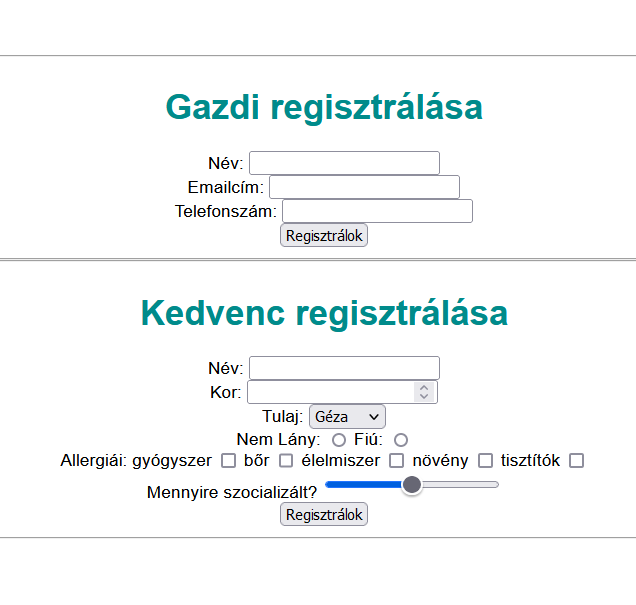 Gazdi regisztrálása
Név:
Emailcím:
Telefonszám:
Regisztrálok
Kedvenc regisztrálása
Név:
Kor:
Tulaj: Géza
Nem Lány: Fiú:
Allergiái: gyógyszer bőr élelmiszer növény tisztítók
Mennyire szocializált?
Regisztrálok